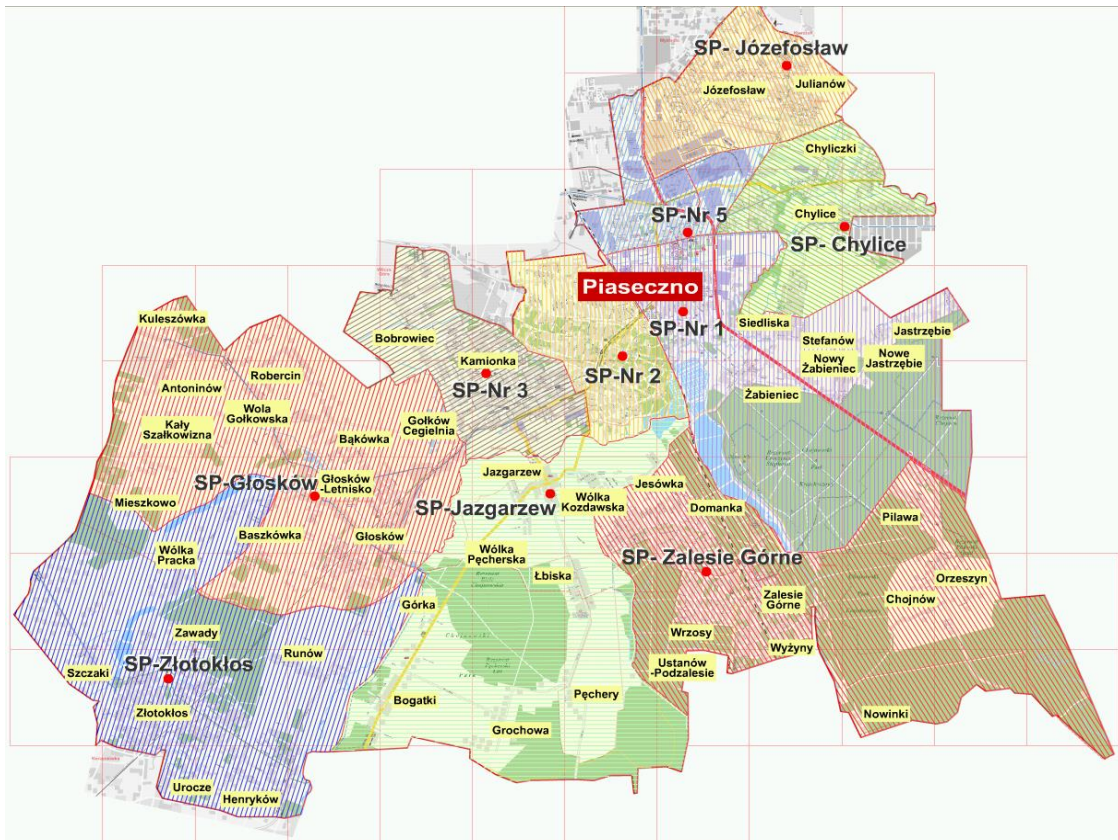 SP- Józefosław
Julianów
Józefosław
Chyliczki
SP-Nr 5
Chylice
SP- Chylice
Piaseczno
SP-Nr 1
Siedliska
Stefanów
Jastrzębie
Nowy
Żabieniec
Nowe
Jastrzębie
Żabieniec
Kuleszówka
Bobrowiec
Kamionka
SP-Nr 3
SP-Nr 2
Robercin
Antoninów
Wola
Gołkowska
Kały
Szałkowizna
Bąkówka
Gołków
Cegielnia
SP-Głosków
Głosków
-Letnisko
Mieszkowo
Baszkówka
Głosków
Jazgarzew
SP-Jazgarzew
Wólka
Kozdawska
Jesówka
Domanka
Pilawa
Wólka
Pracka
Wólka
Pęcherska
Łbiska
SP- Zalesie Górne
Zalesie
Górne
Orzeszyn
Chojnów
Górka
Wrzosy
Wyżyny
Ustanów
-Podzalesie
Zawady
Runów
SP-Złotokłos
Szczaki
Złotokłos
Bogatki
Pęchery
Grochowa
Nowinki
Urocze
Henryków